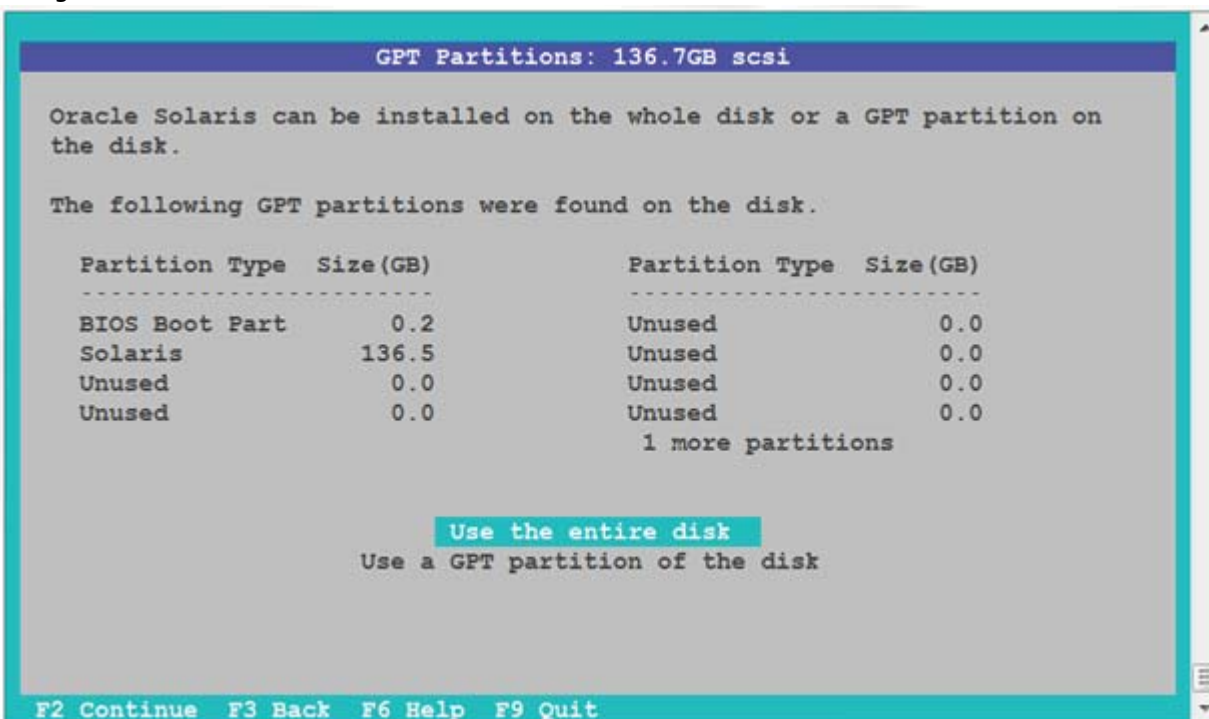 GPT Partitions: 136.7GB scsi
Oracle Solaris can be installed on the whole disk or a GPT partition on
the disk.
The following GPT partitions were found on the disk.
Partition Type Size(GB) Partition Type Size(GB)
------------------------ ------------------------
BIOS Boot Part 0.2 Unused 0.0
Solaris 136.5 Unused 0.0
Unused 0.0 Unused 0.0
Unused 0.0 Unused 0.0
1 more partitions
Use the entire disk
Use a GPT partition of the disk
F2 Continue F3 Back F6 Help F9 Quit